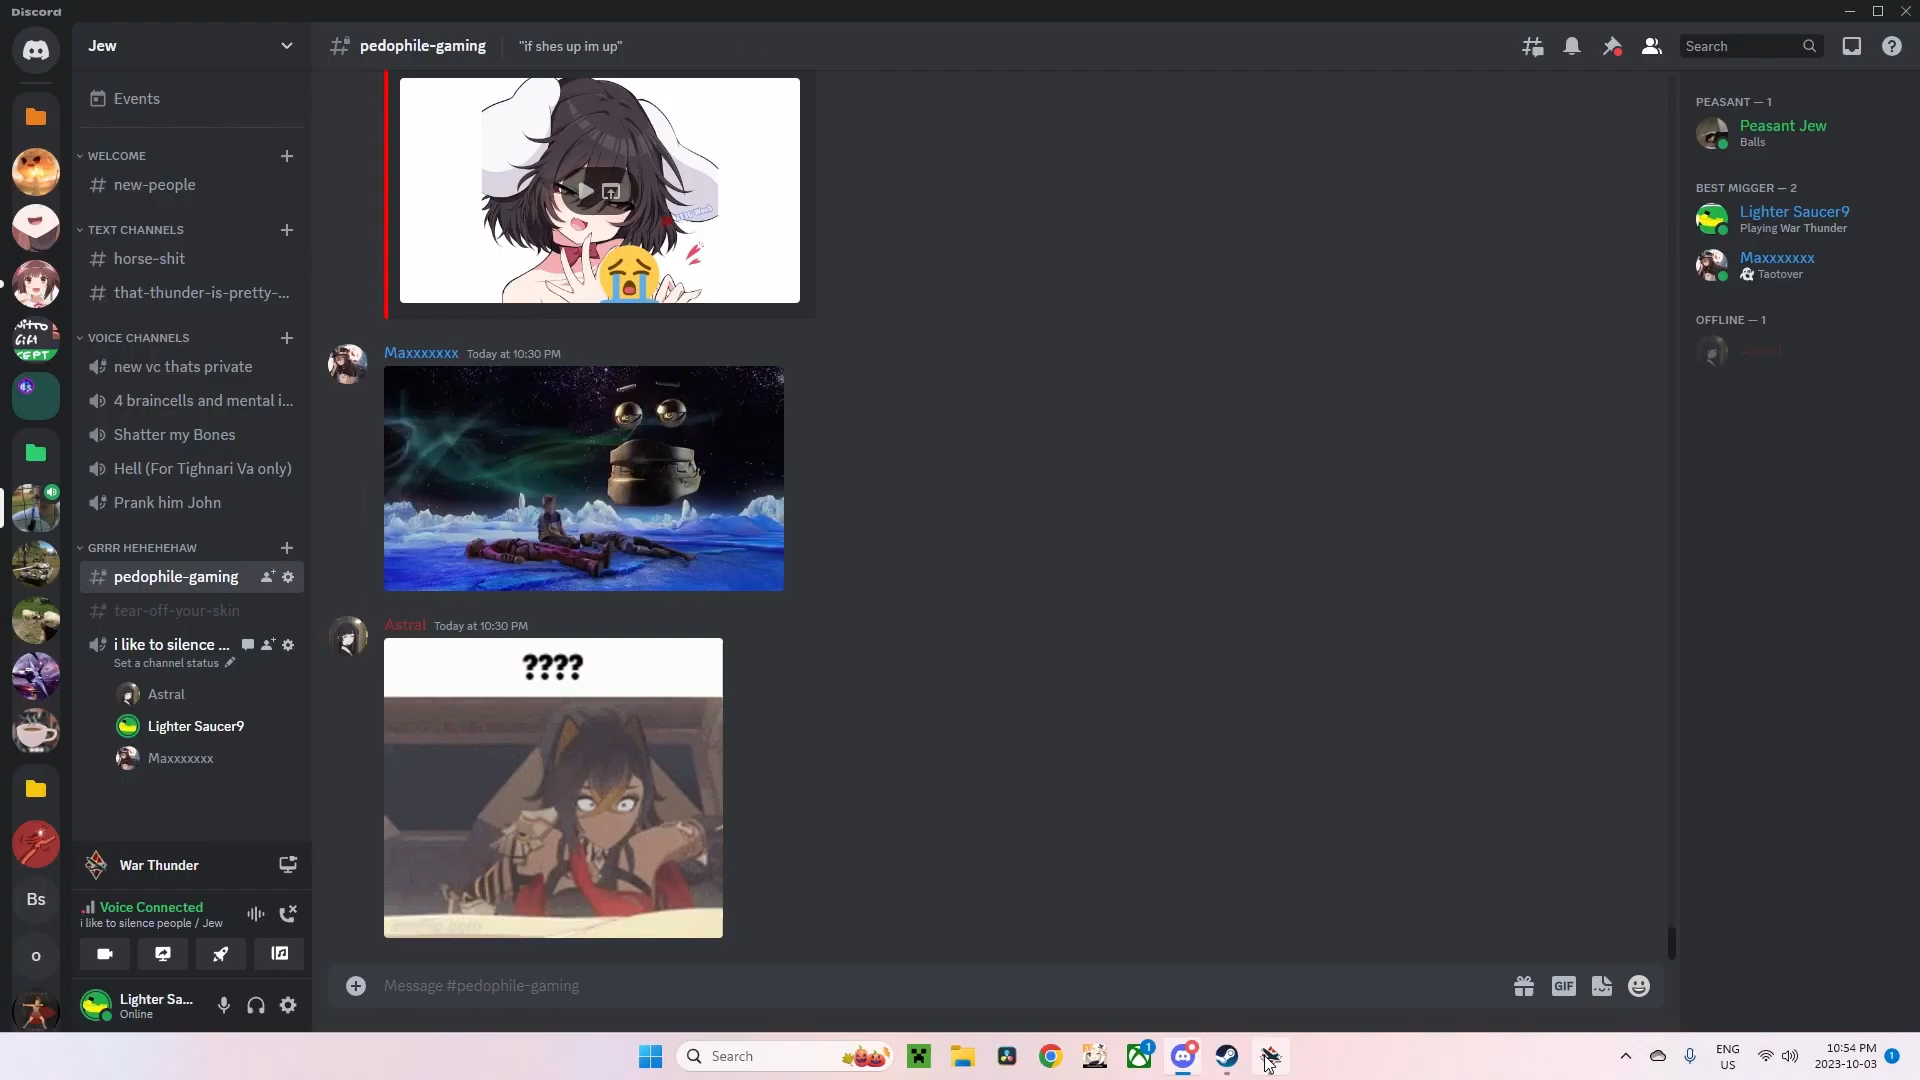 Discord
Jew
Events
WELCOME
new-people
TEXT CHANNELS
horse-shit
that-thunder-is-pretty-...
VOICE CHANNELS
new vc thats private
4 braincells and mental i...
Shatter my Bones
Hell (For Tighnari Va only)
Prank him John
GRRR HEHEHEHAW
pedophile-gaming
tear-off-your-skin
i like to silence ...
Set a channel status
Astral
Lighter Saucer9
Maxxxxxxx
War Thunder
Voice Connected
i like to silence people / Jew
Lighter Sa...
Online
Nitro
Gift
Bs
o
pedophile-gaming
"if shes up im up"
Search
Maxxxxxxx Today at 10:30 PM
Astral Today at 10:30 PM
????
Message #pedophile-gaming
GIF
PEASANT — 1
Peasant Jew
Balls
BEST MIGGER — 2
Lighter Saucer9
Playing War Thunder
Maxxxxxxx
Taotover
OFFLINE — 1
Astral
Search
1
ENG
US
10:54 PM
2023-10-03
1